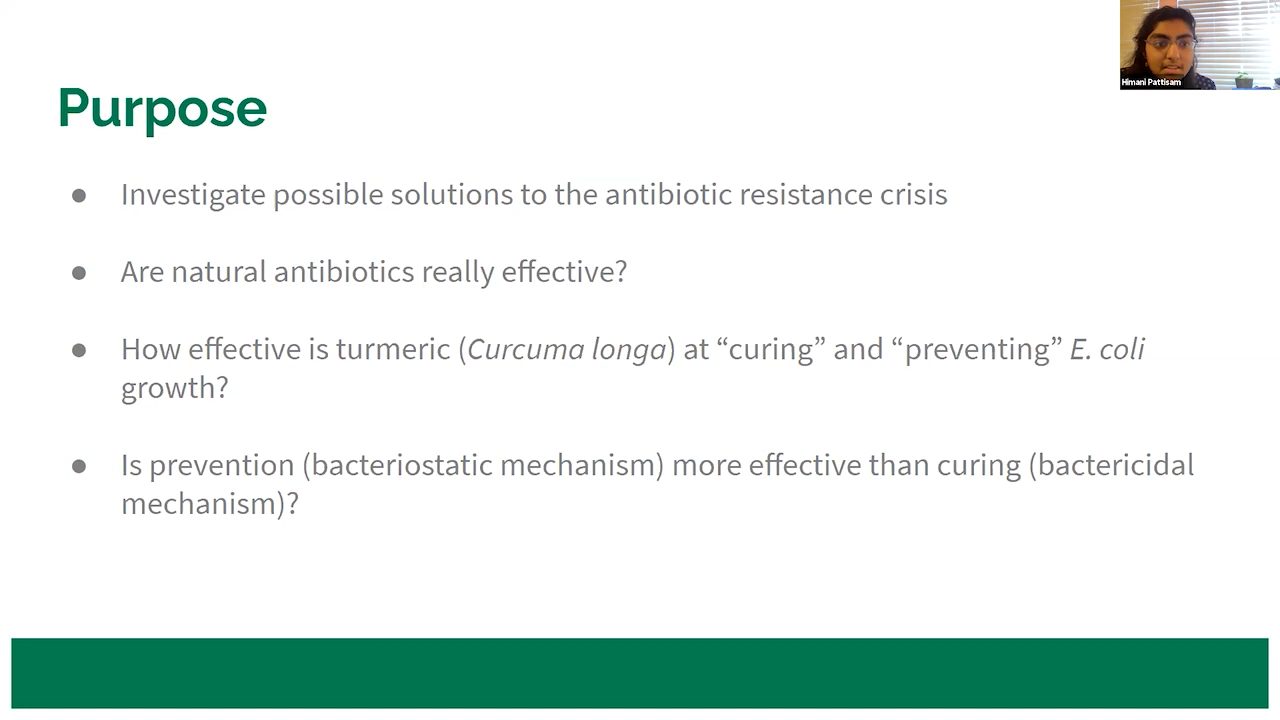 Himani Pattisam
Purpose
● Investigate possible solutions to the antibiotic resistance crisis
● Are natural antibiotics really effective?
● How effective is turmeric (Curcuma longa) at “curing” and “preventing” E. coli
growth?
● Is prevention (bacteriostatic mechanism) more effective than curing (bactericidal
mechanism)?